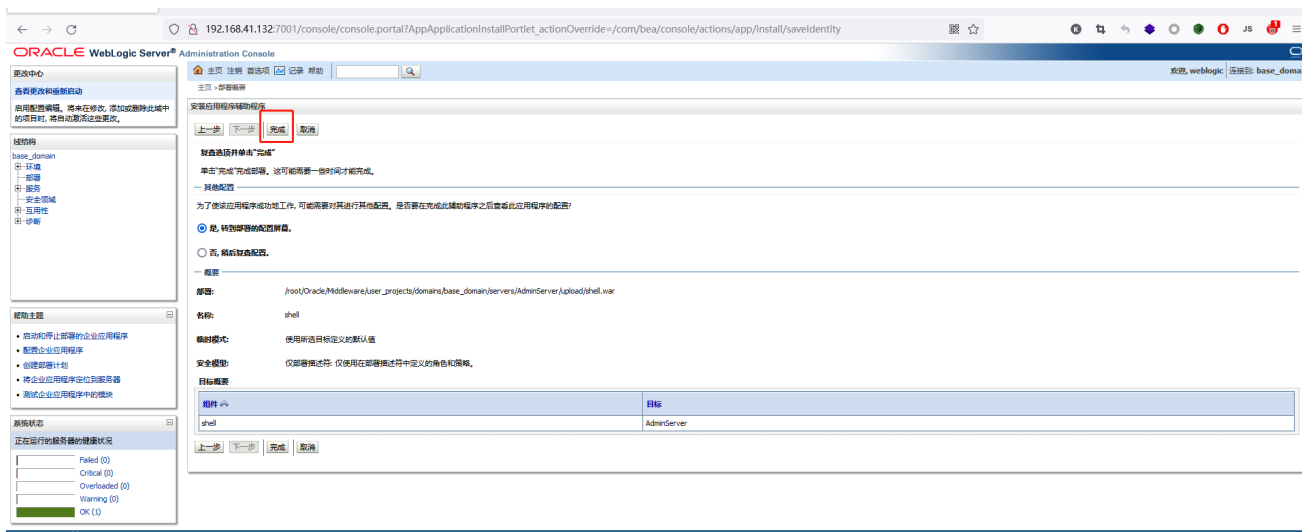 192.168.41.132:7001/console/console.portal?AppApplicationInstallPortlet_actionOverride=/com/bea/console/actions/app/install/saveIdentity
JS
1
ORACLE WebLogic Server® Administration Console
更改中心
查看更改和重新启动
启用配置编辑。将来在修改, 添加或删除此域中
的项目时, 将自动激活这些更改。
域结构
base_domain
环境
部署
服务
安全领域
互用性
诊断
帮助主题
启动和停止部署的企业应用程序
配置企业应用程序
创建部署计划
将企业应用程序定位到服务器
测试企业应用程序中的模块
系统状态
正在运行的服务器的健康状况
Failed (0)
Critical (0)
Overloaded (0)
Warning (0)
OK (1)
主页 注销 首选项 记录 帮助
欢迎, weblogic 连接到: base_doma
主页 >部署概要
安装应用程序辅助程序
上一步 下一步 完成 取消
复查选项并单击"完成"
单击"完成"完成部署。这可能需要一些时间才能完成。
其他配置
为了使该应用程序成功地工作, 可能需要对其进行其他配置。是否要在完成此辅助程序之后查看此应用程序的配置?
是, 转到部署的配置屏幕。
否, 稍后复查配置。
概要
部署: /root/Oracle/Middleware/user_projects/domains/base_domain/servers/AdminServer/upload/shell.war
名称: shell
临时模式: 使用所选目标定义的默认值
安全模型: 仅部署描述符: 仅使用在部署描述符中定义的角色和策略。
目标概要
组件 目标
shell AdminServer
上一步 下一步 完成 取消